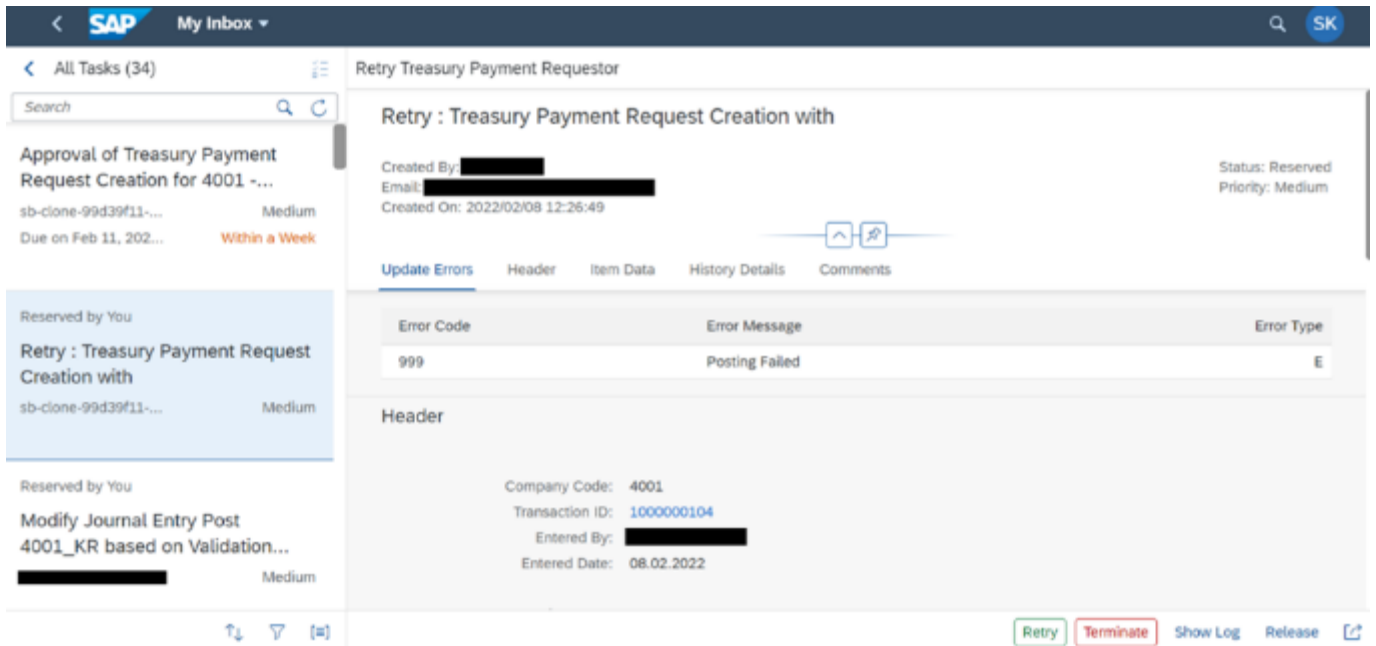 SAP My Inbox SK
All Tasks (34)
Search
Approval of Treasury Payment
Request Creation for 4001 -...
sb-clone-99d39f11-... Medium
Due on Feb 11, 202... Within a Week
Reserved by You
Retry : Treasury Payment Request
Creation with
sb-clone-99d39f11-... Medium
Reserved by You
Modify Journal Entry Post
4001_KR based on Validation...
Medium
Retry Treasury Payment Requestor
Retry : Treasury Payment Request Creation with
Created By: Status: Reserved
Email: Priority: Medium
Created On: 2022/02/08 12:26:49
Update Errors Header Item Data History Details Comments
Error Code Error Message Error Type
999 Posting Failed E
Header
Company Code: 4001
Transaction ID: 1000000104
Entered By:
Entered Date: 08.02.2022
Retry Terminate Show Log Release